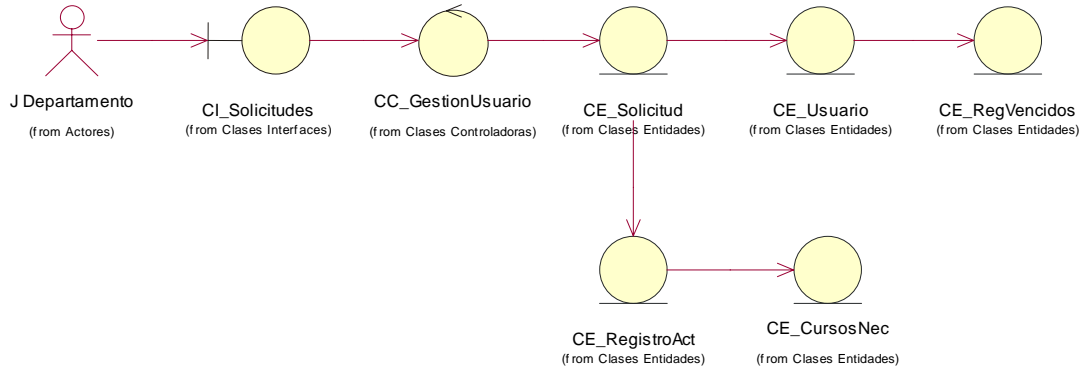 J Departamento
(from Actores)
CI_Solicitudes
(from Clases Interfaces)
CC_GestionUsuario
(from Clases Controladoras)
CE_Solicitud
(from Clases Entidades)
CE_Usuario
(from Clases Entidades)
CE_RegVencidos
(from Clases Entidades)
CE_RegistroAct
(from Clases Entidades)
CE_CursosNec
(from Clases Entidades)